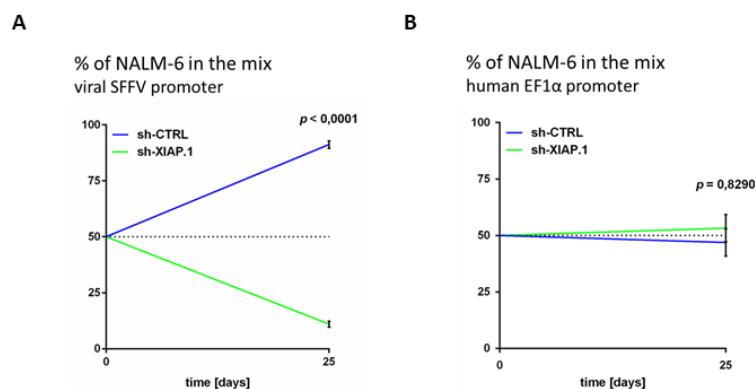 A
% of NALM-6 in the mix
viral SFFV promoter
p < 0,0001
sh-CTRL
sh-XIAP.1
100
75
50
25
0
0
25
time [days]
B
% of NALM-6 in the mix
human EF1α promoter
sh-CTRL
sh-XIAP.1
p = 0,8290
100
75
50
25
0
0
25
time [days]